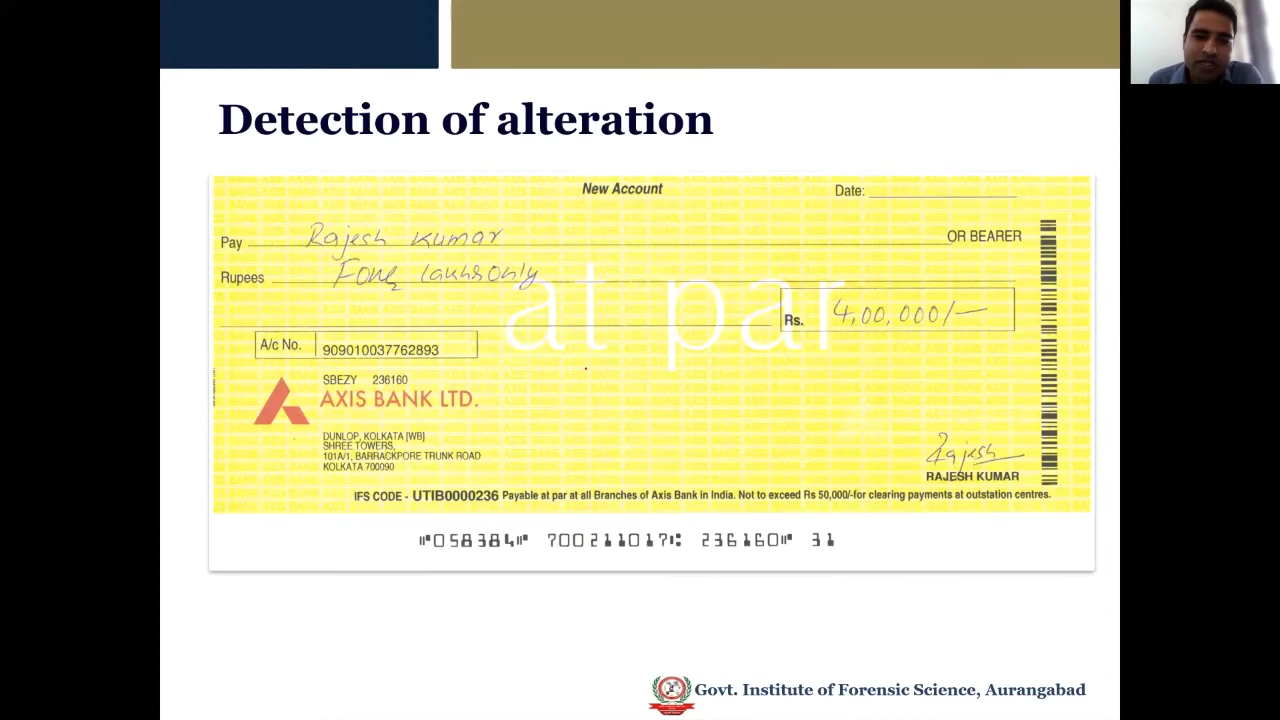 Detection of alteration
New Account
Date:
Pay Rajesh Kumar OR BEARER
Rupees Four Lakhs only
at par
Rs. 4,00,000/-
A/c No. 909010037762893
SBEZY 236160
AXIS BANK LTD.
DUNLOP, KOLKATA [WB]
SHREE TOWERS,
101A/1, BARRACKPORE TRUNK ROAD
KOLKATA 700090
Rajesh
RAJESH KUMAR
IFS CODE - UTIB0000236 Payable at par at all Branches of Axis Bank in India. Not to exceed Rs 50,000/-for clearing payments at outstation centres.
⑈058384⑈ 700211017⑆ 236160⑈ 31
Govt. Institute of Forensic Science, Aurangabad